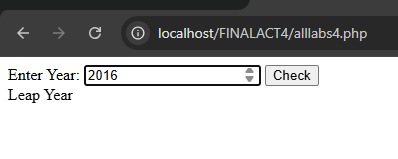 localhost/FINALACT4/alllabs4.php
Enter Year: 2016 Check
Leap Year